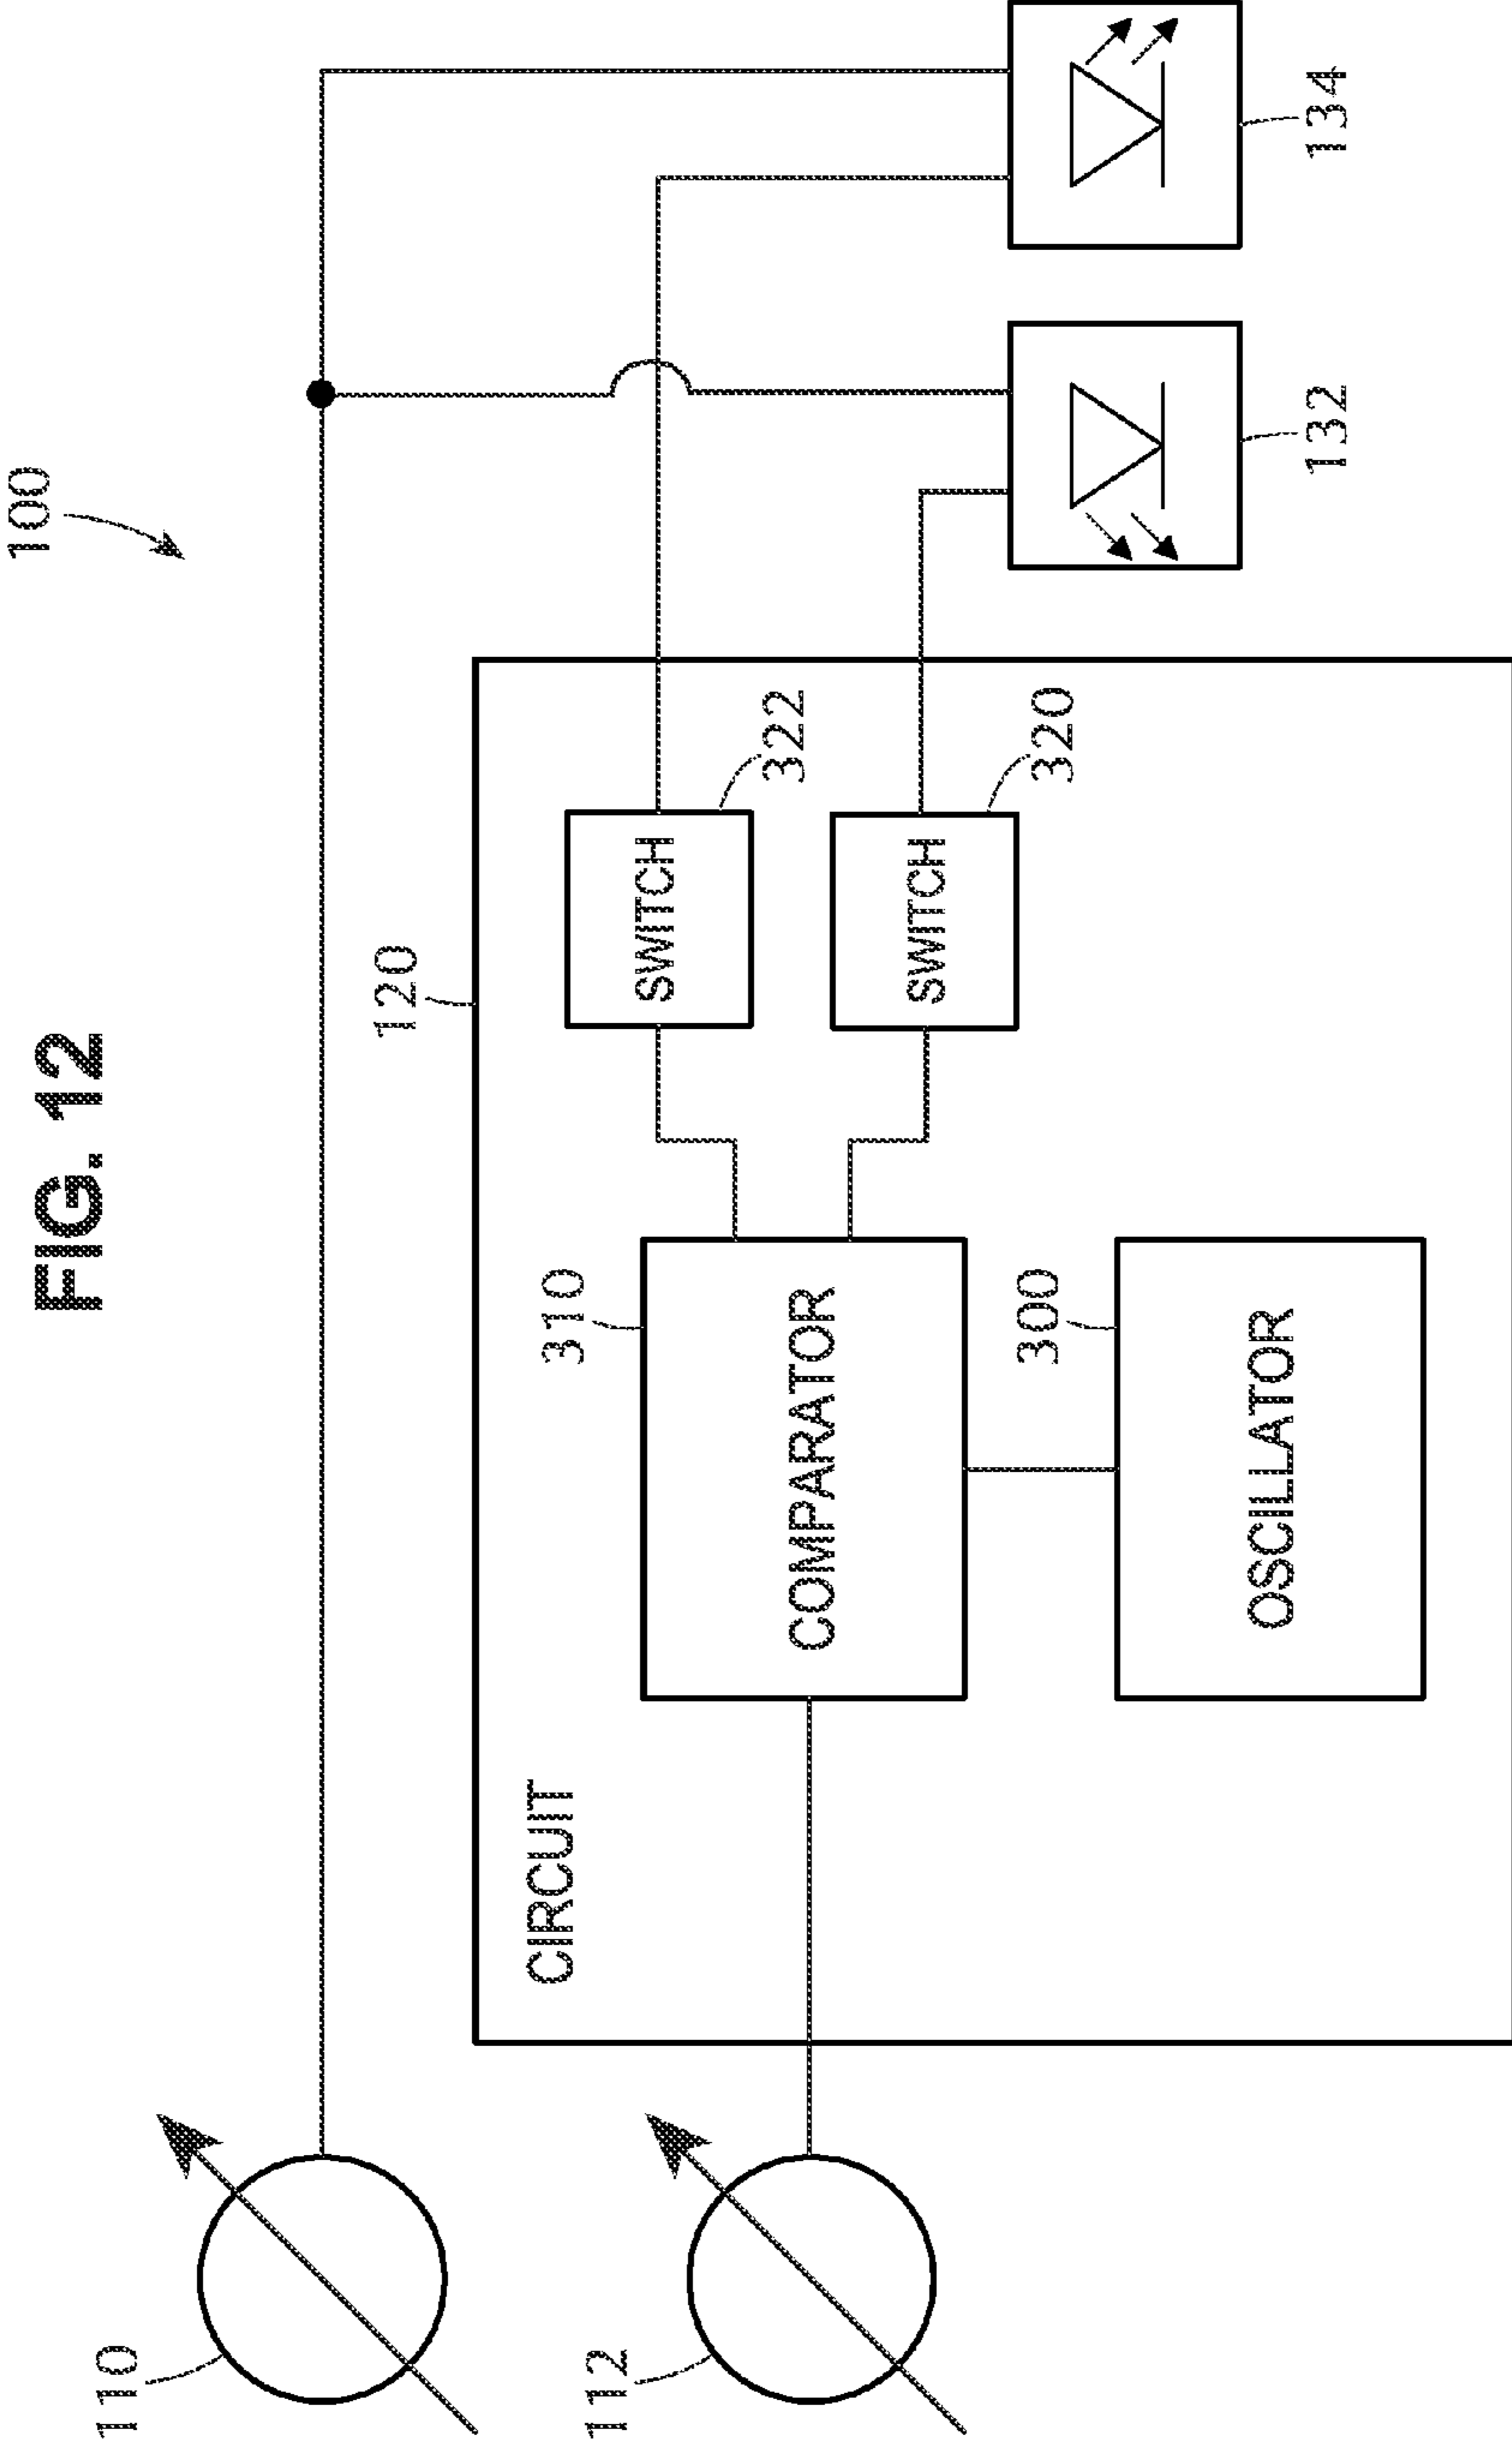 FIG. 12
100
110
120
322
SWITCH
134
310
COMPARATOR
SWITCH
320
132
CIRCUIT
112
300
OSCILLATOR